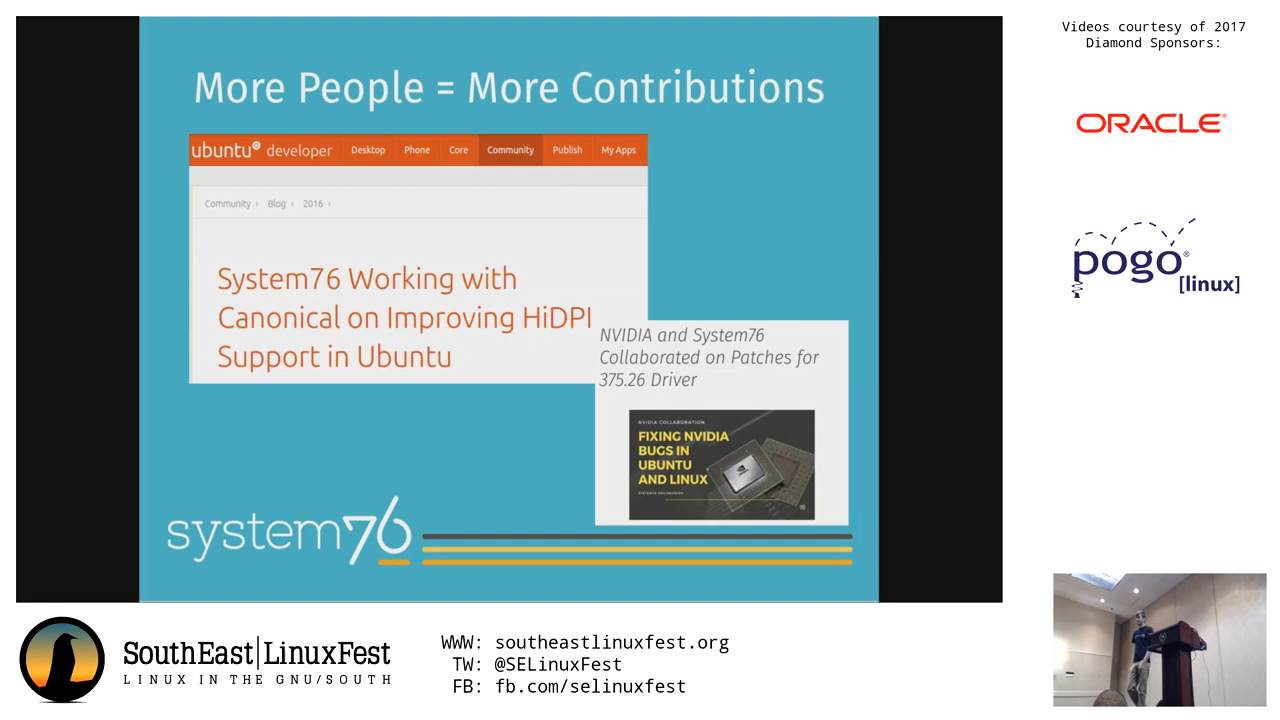 Videos courtesy of 2017
Diamond Sponsors:
ORACLE®
pogo®
[linux]
More People = More Contributions
ubuntu® developer Desktop Phone Core Community Publish My Apps
Community › Blog › 2016 ›
System76 Working with
Canonical on Improving HiDPI
Support in Ubuntu
NVIDIA and System76
Collaborated on Patches for
375.26 Driver
NVIDIA COLLABORATION
FIXING NVIDIA
BUGS IN
UBUNTU
AND LINUX
system76
SouthEast|LinuxFest
LINUX IN THE GNU/SOUTH
WWW: southeastlinuxfest.org
TW: @SELinuxFest
FB: fb.com/selinuxfest